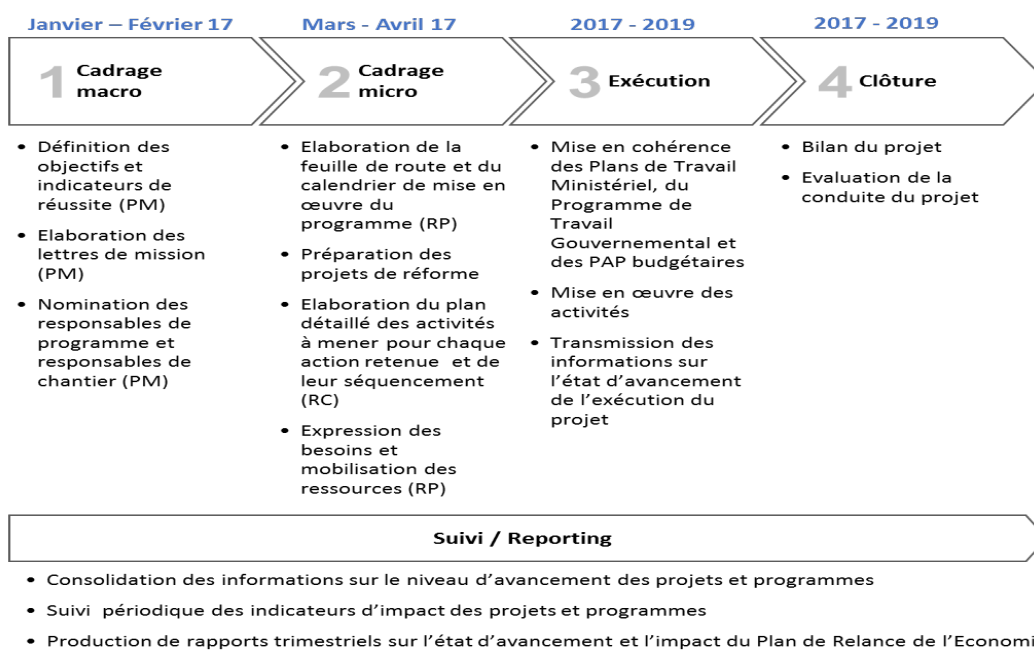 Janvier – Février 17
1 Cadrage
macro
• Définition des
objectifs et
indicateurs de
réussite (PM)
• Elaboration des
lettres de mission
(PM)
• Nomination des
responsables de
programme et
responsables de
chantier (PM)
Mars - Avril 17
2 Cadrage
micro
• Elaboration de la
feuille de route et du
calendrier de mise en
œuvre du
programme (RP)
• Préparation des
projets de réforme
• Elaboration du plan
détaillé des activités
à mener pour chaque
action retenue et de
leur séquencement
(RC)
• Expression des
besoins et
mobilisation des
ressources (RP)
2017 - 2019
3 Exécution
• Mise en cohérence
des Plans de Travail
Ministériel, du
Programme de
Travail
Gouvernemental et
des PAP budgétaires
• Mise en œuvre des
activités
• Transmission des
informations sur
l’état d’avancement
de l’exécution du
projet
2017 - 2019
4 Clôture
• Bilan du projet
• Evaluation de la
conduite du projet
Suivi / Reporting
• Consolidation des informations sur le niveau d’avancement des projets et programmes
• Suivi périodique des indicateurs d’impact des projets et programmes
• Production de rapports trimestriels sur l’état d’avancement et l’impact du Plan de Relance de l’Economi